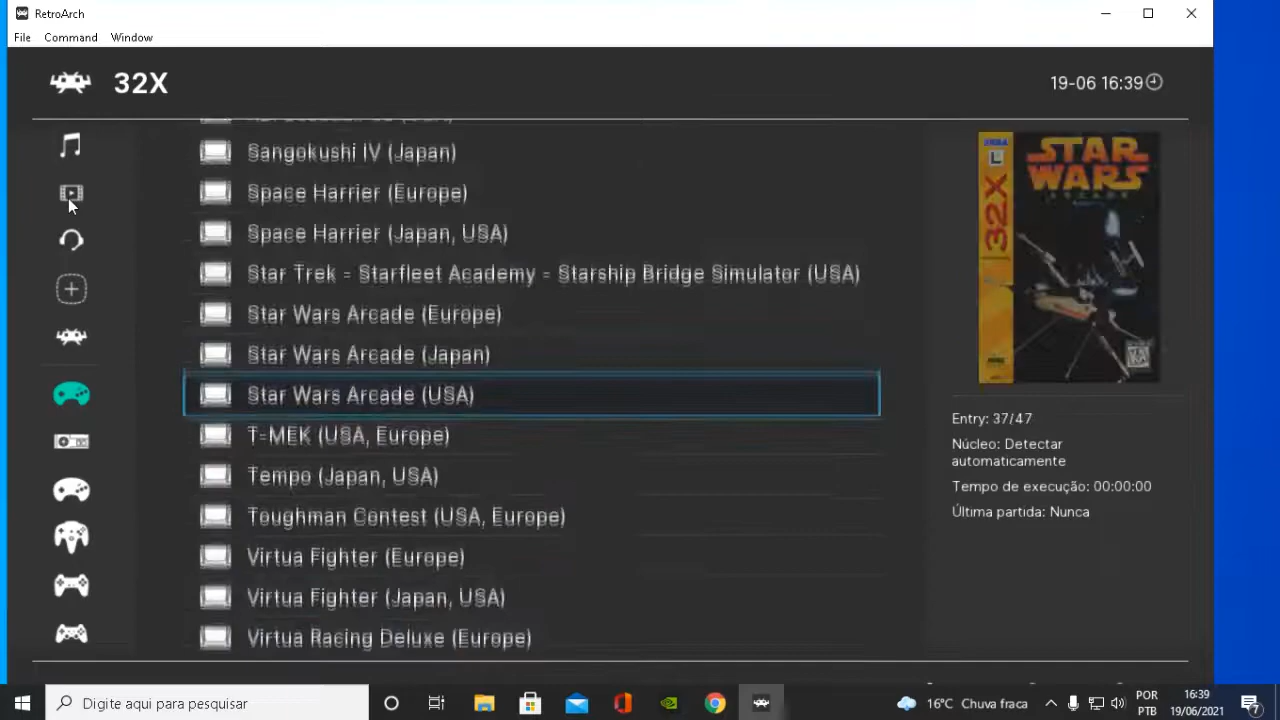 RetroArch
File Command Window
32X
19-06 16:39
Sangokushi IV (Japan)
Space Harrier (Europe)
Space Harrier (Japan, USA)
Star Trek - Starfleet Academy - Starship Bridge Simulator (USA)
Star Wars Arcade (Europe)
Star Wars Arcade (Japan)
Star Wars Arcade (USA)
T-MEK (USA, Europe)
Tempo (Japan, USA)
Toughman Contest (USA, Europe)
Virtua Fighter (Europe)
Virtua Fighter (Japan, USA)
Virtua Racing Deluxe (Europe)
SEGA
32X
STAR
WARS
ARCADE
KA
Entry: 37/47
Núcleo: Detectar
automaticamente
Tempo de execução: 00:00:00
Última partida: Nunca
Digite aqui para pesquisar
16°C Chuva fraca
POR
PTB
16:39
19/06/2021
7